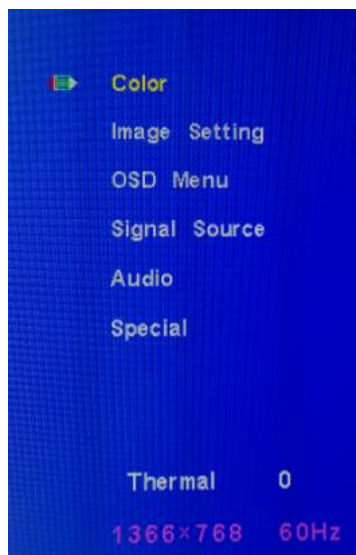 Color
Image Setting
OSD Menu
Signal Source
Audio
Special
Thermal 0
1366×768 60Hz